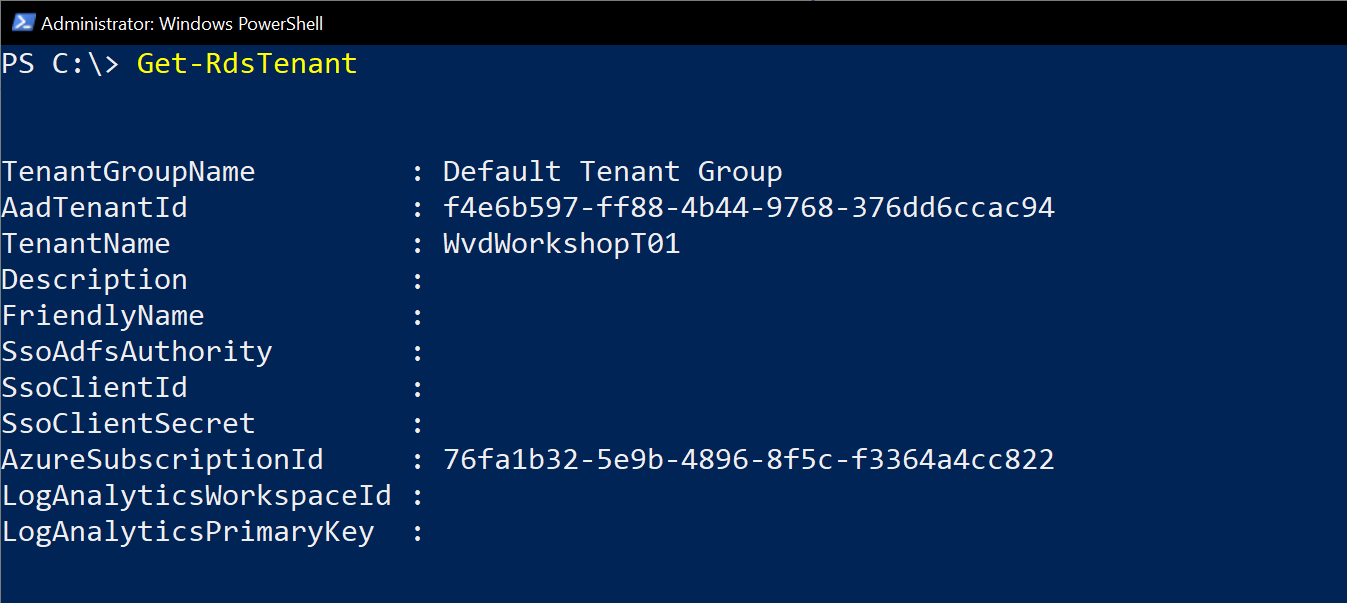 Administrator: Windows PowerShell
PS C:\> Get-RdsTenant
TenantGroupName : Default Tenant Group
AadTenantId : f4e6b597-ff88-4b44-9768-376dd6ccac94
TenantName : WvdWorkshopT01
Description :
FriendlyName :
SsoAdfsAuthority :
SsoClientId :
SsoClientSecret :
AzureSubscriptionId : 76fa1b32-5e9b-4896-8f5c-f3364a4cc822
LogAnalyticsWorkspaceId :
LogAnalyticsPrimaryKey :